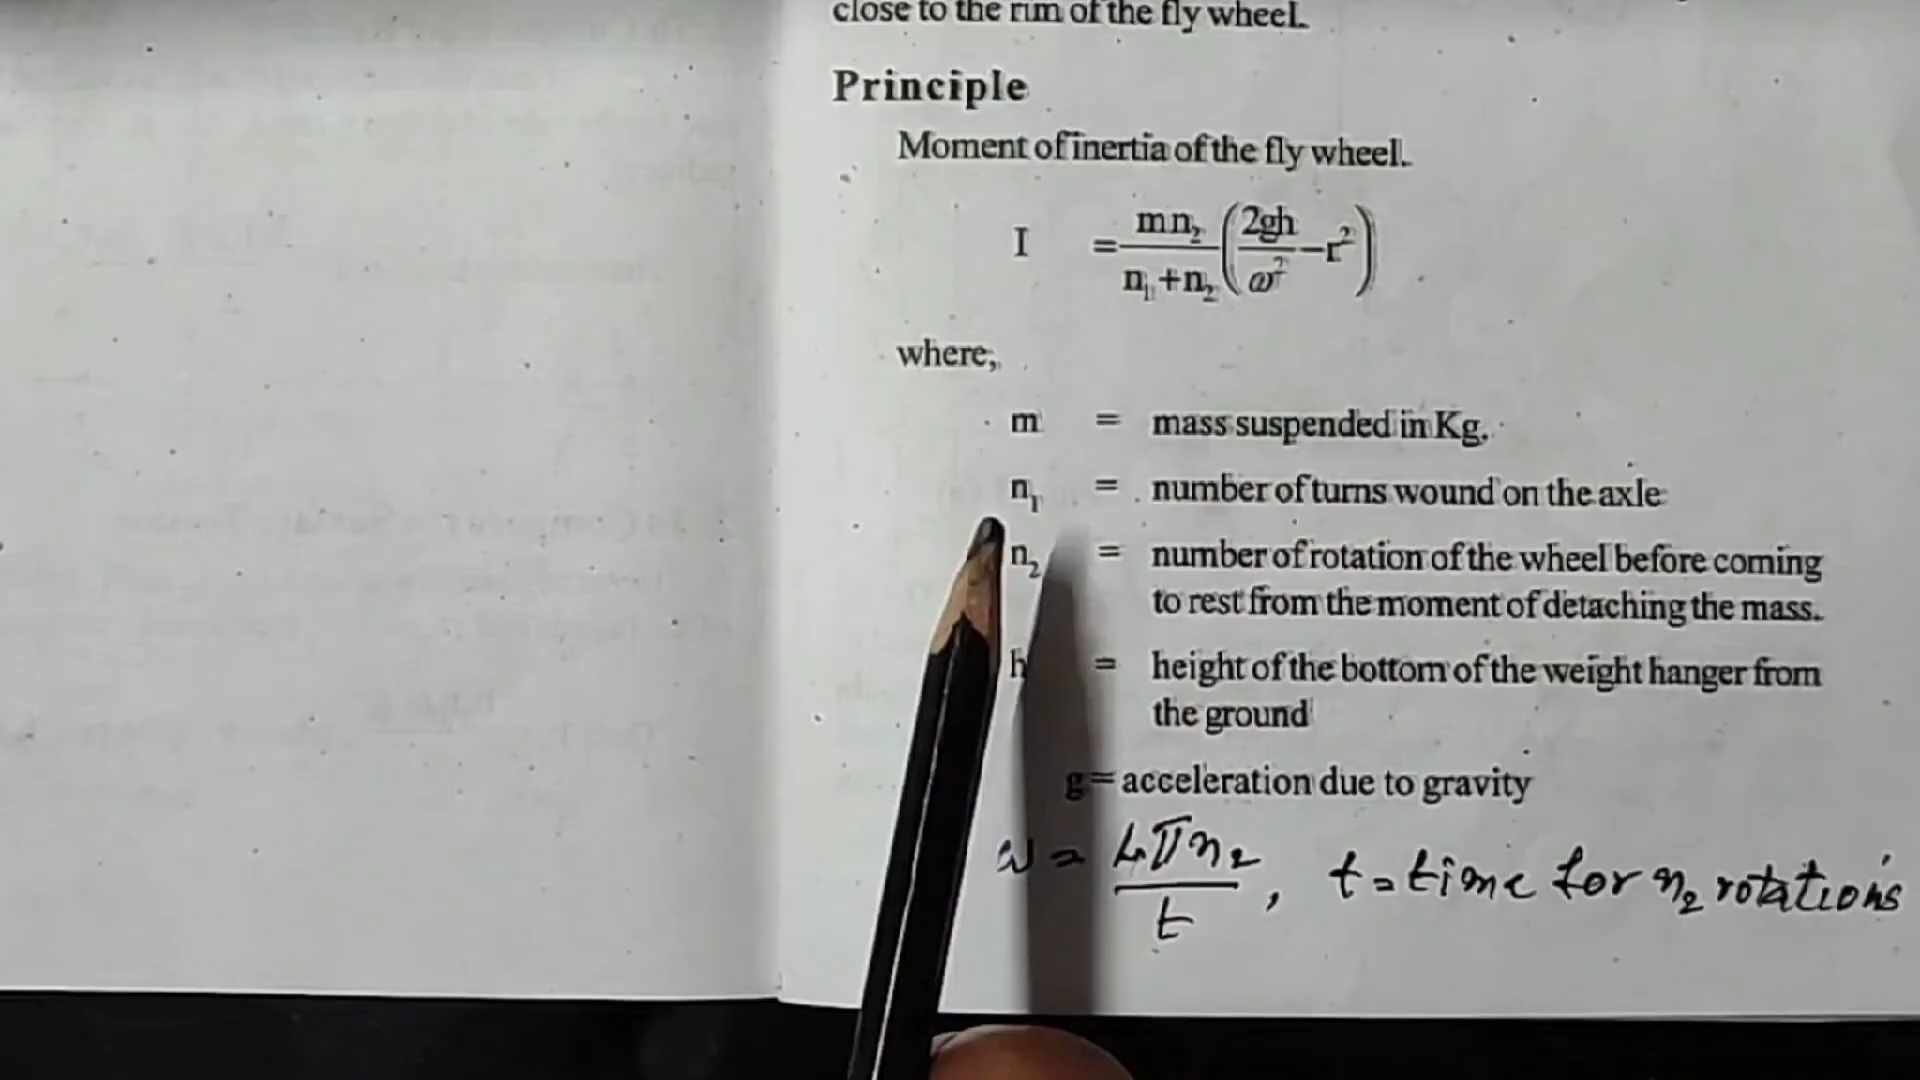 close to the rim of the fly wheel.
Principle
Moment of inertia of the fly wheel.
I = mn₂/(n₁+n₂) (2gh/ω² − r²)
where,
m = mass suspended in Kg.
n₁ = number of turns wound on the axle
n₂ = number of rotation of the wheel before coming
to rest from the moment of detaching the mass.
h = height of the bottom of the weight hanger from
the ground
g = acceleration due to gravity
ω = 4πn₂/t, t = time for n₂ rotations